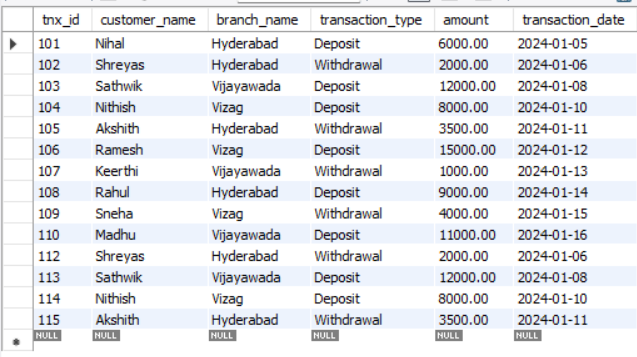 tnx_id customer_name branch_name transaction_type amount transaction_date
101 Nihal Hyderabad Deposit 6000.00 2024-01-05
102 Shreyas Hyderabad Withdrawal 2000.00 2024-01-06
103 Sathwik Vijayawada Deposit 12000.00 2024-01-08
104 Nithish Vizag Deposit 8000.00 2024-01-10
105 Akshith Hyderabad Withdrawal 3500.00 2024-01-11
106 Ramesh Vizag Deposit 15000.00 2024-01-12
107 Keerthi Vijayawada Withdrawal 1000.00 2024-01-13
108 Rahul Hyderabad Deposit 9000.00 2024-01-14
109 Sneha Vizag Withdrawal 4000.00 2024-01-15
110 Madhu Vijayawada Deposit 11000.00 2024-01-16
112 Shreyas Hyderabad Withdrawal 2000.00 2024-01-06
113 Sathwik Vijayawada Deposit 12000.00 2024-01-08
114 Nithish Vizag Deposit 8000.00 2024-01-10
115 Akshith Hyderabad Withdrawal 3500.00 2024-01-11
NULL NULL NULL NULL NULL NULL